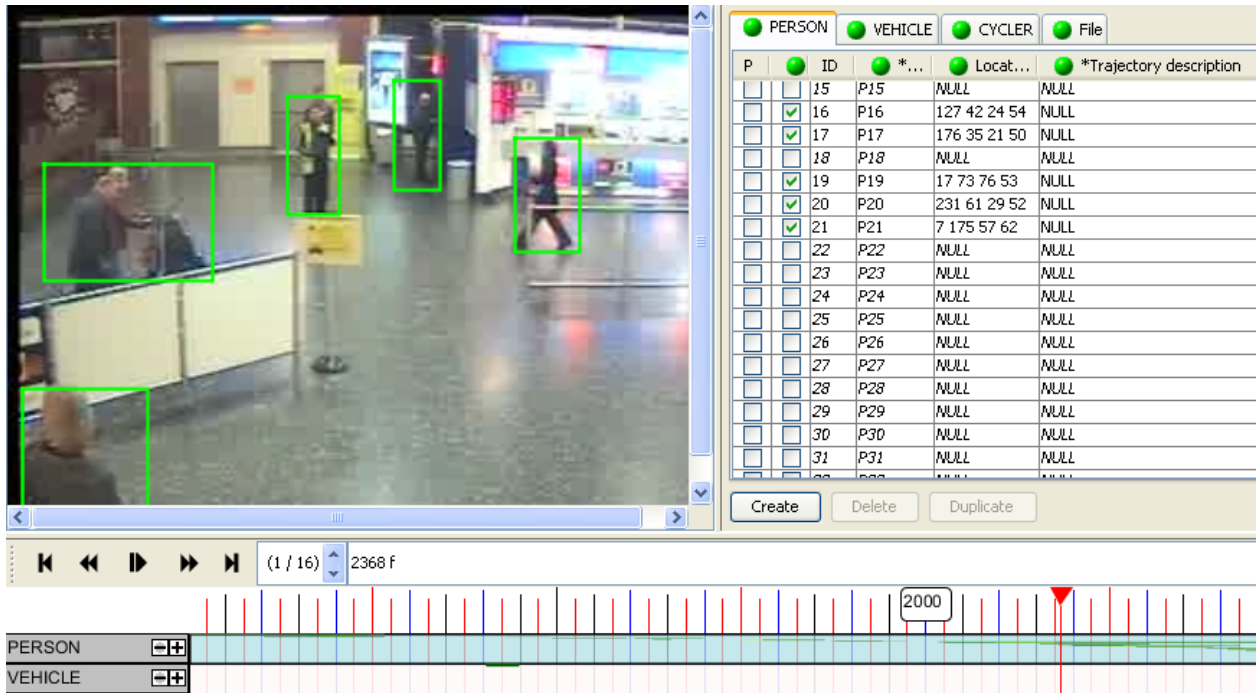 PERSON VEHICLE CYCLER File
P ID *... Locat... *Trajectory description
15 P15 NULL NULL
16 P16 127 42 24 54 NULL
17 P17 176 35 21 50 NULL
18 P18 NULL NULL
19 P19 17 73 76 53 NULL
20 P20 231 61 29 52 NULL
21 P21 7 175 57 62 NULL
22 P22 NULL NULL
23 P23 NULL NULL
24 P24 NULL NULL
25 P25 NULL NULL
26 P26 NULL NULL
27 P27 NULL NULL
28 P28 NULL NULL
29 P29 NULL NULL
30 P30 NULL NULL
31 P31 NULL NULL
Create Delete Duplicate
(1 / 16) 2368 f
2000
PERSON
VEHICLE